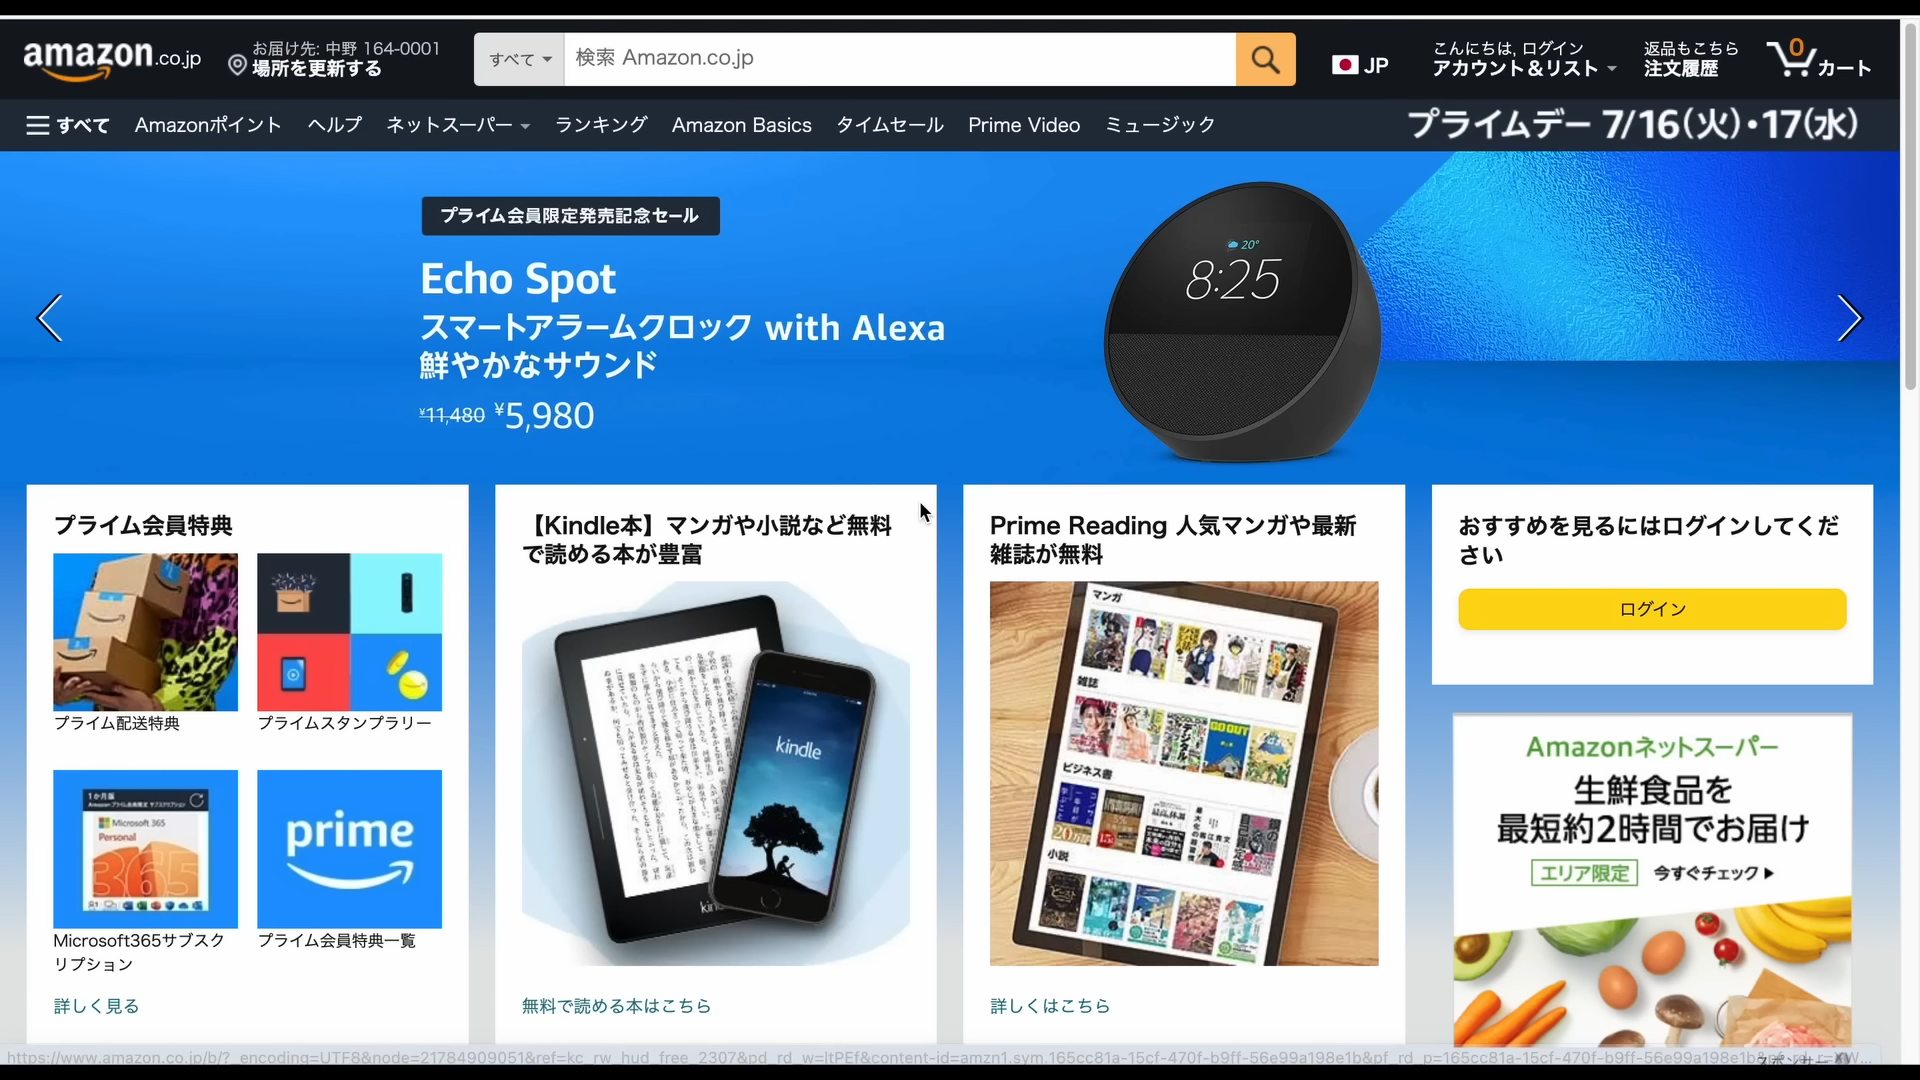 amazon.co.jp
お届け先: 中野 164-0001
場所を更新する
すべて
検索 Amazon.co.jp
JP
こんにちは, ログイン
アカウント＆リスト
返品もこちら
注文履歴
0
カート
すべて
Amazonポイント
ヘルプ
ネットスーパー
ランキング
Amazon Basics
タイムセール
Prime Video
ミュージック
プライムデー 7/16(火)・17(水)
プライム会員限定発売記念セール
Echo Spot
スマートアラームクロック with Alexa
鮮やかなサウンド
¥11,480 ¥5,980
20°
8:25
プライム会員特典
プライム配送特典
プライムスタンプラリー
1か月版
Microsoft 365
Personal
365
prime
Microsoft365サブスク
リプション
プライム会員特典一覧
詳しく見る
【Kindle本】マンガや小説など無料
で読める本が豊富
kindle
無料で読める本はこちら
Prime Reading 人気マンガや最新
雑誌が無料
マンガ
雑誌
GO OUT
ビジネス書
小説
詳しくはこちら
おすすめを見るにはログインしてくだ
さい
ログイン
Amazonネットスーパー
生鮮食品を
最短約2時間でお届け
エリア限定
今すぐチェック
スポンサー